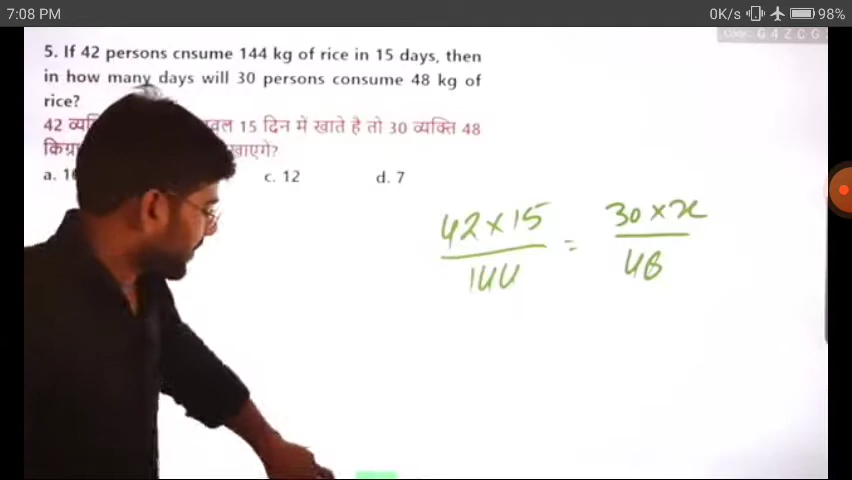 7:08 PM 0K/s 98%
Code: G 4 Z C G
5. If 42 persons cnsume 144 kg of rice in 15 days, then
in how many days will 30 persons consume 48 kg of
rice?
42 15 दिन में खाते है तो 30 व्यक्ति 48
a. c. 12 d. 7
42 × 15 = 30 × x
144 48